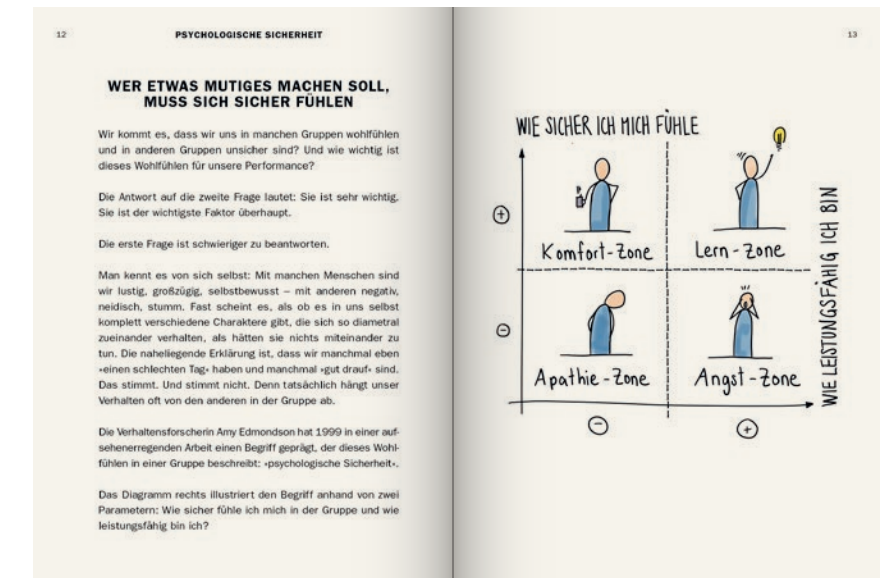 12
PSYCHOLOGISCHE SICHERHEIT
WER ETWAS MUTIGES MACHEN SOLL,
MUSS SICH SICHER FÜHLEN
Wir kommt es, dass wir uns in manchen Gruppen wohlfühlen
und in anderen Gruppen unsicher sind? Und wie wichtig ist
dieses Wohlfühlen für unsere Performance?
Die Antwort auf die zweite Frage lautet: Sie ist sehr wichtig.
Sie ist der wichtigste Faktor überhaupt.
Die erste Frage ist schwieriger zu beantworten.
Man kennt es von sich selbst: Mit manchen Menschen sind
wir lustig, großzügig, selbstbewusst – mit anderen negativ,
neidisch, stumm. Fast scheint es, als ob es in uns selbst
komplett verschiedene Charaktere gibt, die sich so diametral
zueinander verhalten, als hätten sie nichts miteinander zu
tun. Die naheliegende Erklärung ist, dass wir manchmal eben
»einen schlechten Tag« haben und manchmal »gut drauf« sind.
Das stimmt. Und stimmt nicht. Denn tatsächlich hängt unser
Verhalten oft von den anderen in der Gruppe ab.
Die Verhaltensforscherin Amy Edmondson hat 1999 in einer auf-
sehenerregenden Arbeit einen Begriff geprägt, der dieses Wohl-
fühlen in einer Gruppe beschreibt: »psychologische Sicherheit«.
Das Diagramm rechts illustriert den Begriff anhand von zwei
Parametern: Wie sicher fühle ich mich in der Gruppe und wie
leistungsfähig bin ich?
13
WIE SICHER ICH MICH FÜHLE
+
Komfort-Zone
Lern-Zone
-
Apathie-Zone
Angst-Zone
-
+
WIE LEISTUNGSFÄHIG ICH BIN